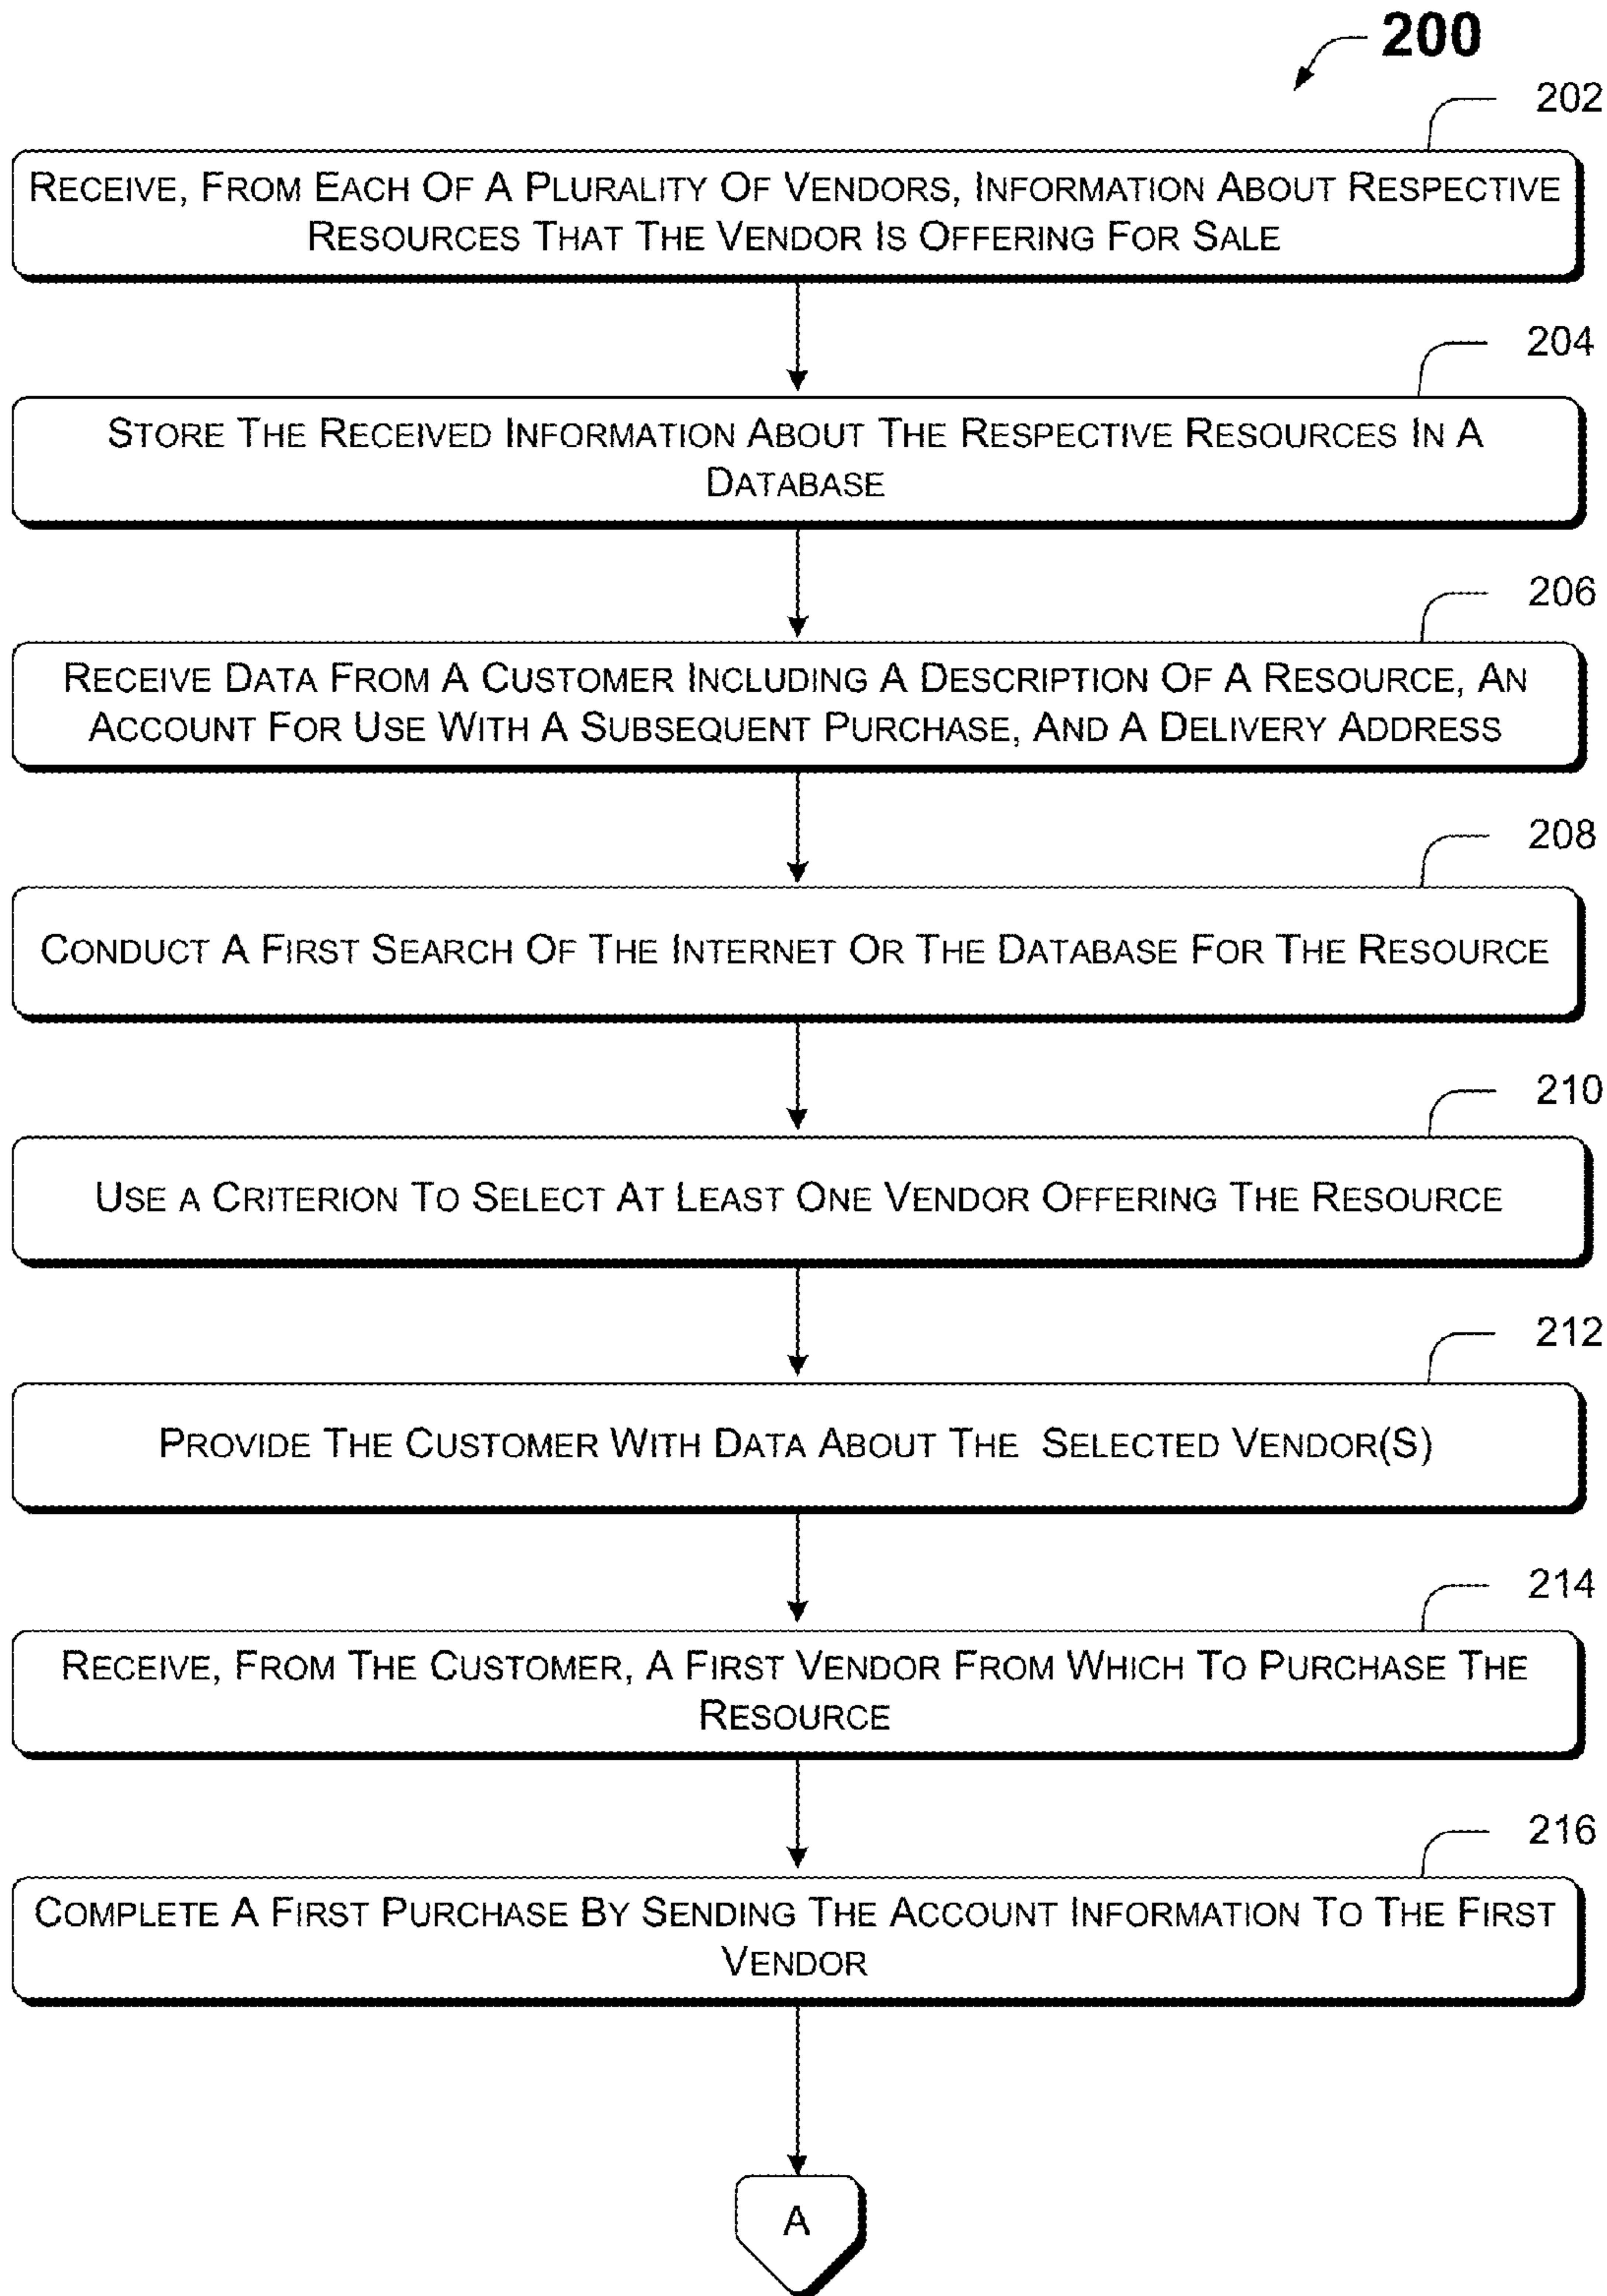 200
202
RECEIVE, FROM EACH OF A PLURALITY OF VENDORS, INFORMATION ABOUT RESPECTIVE
RESOURCES THAT THE VENDOR IS OFFERING FOR SALE
204
STORE THE RECEIVED INFORMATION ABOUT THE RESPECTIVE RESOURCES IN A
DATABASE
206
RECEIVE DATA FROM A CUSTOMER INCLUDING A DESCRIPTION OF A RESOURCE, AN
ACCOUNT FOR USE WITH A SUBSEQUENT PURCHASE, AND A DELIVERY ADDRESS
208
CONDUCT A FIRST SEARCH OF THE INTERNET OR THE DATABASE FOR THE RESOURCE
210
USE A CRITERION TO SELECT AT LEAST ONE VENDOR OFFERING THE RESOURCE
212
PROVIDE THE CUSTOMER WITH DATA ABOUT THE SELECTED VENDOR(S)
214
RECEIVE, FROM THE CUSTOMER, A FIRST VENDOR FROM WHICH TO PURCHASE THE
RESOURCE
216
COMPLETE A FIRST PURCHASE BY SENDING THE ACCOUNT INFORMATION TO THE FIRST
VENDOR
A